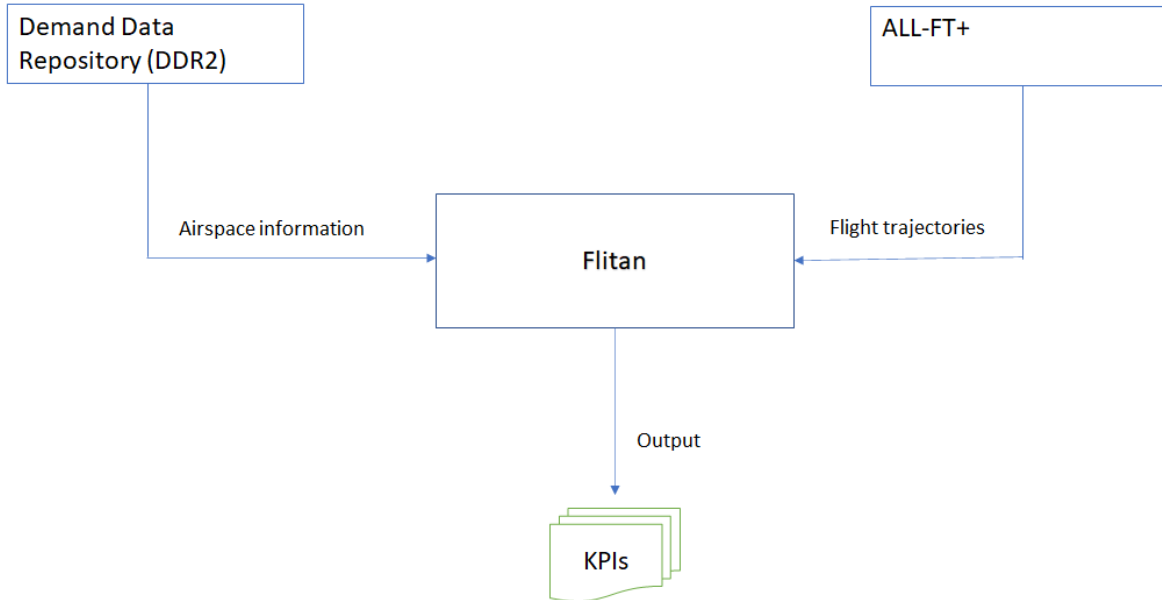 Demand Data
Repository (DDR2)
ALL-FT+
Airspace information
Flight trajectories
Flitan
Output
KPIs